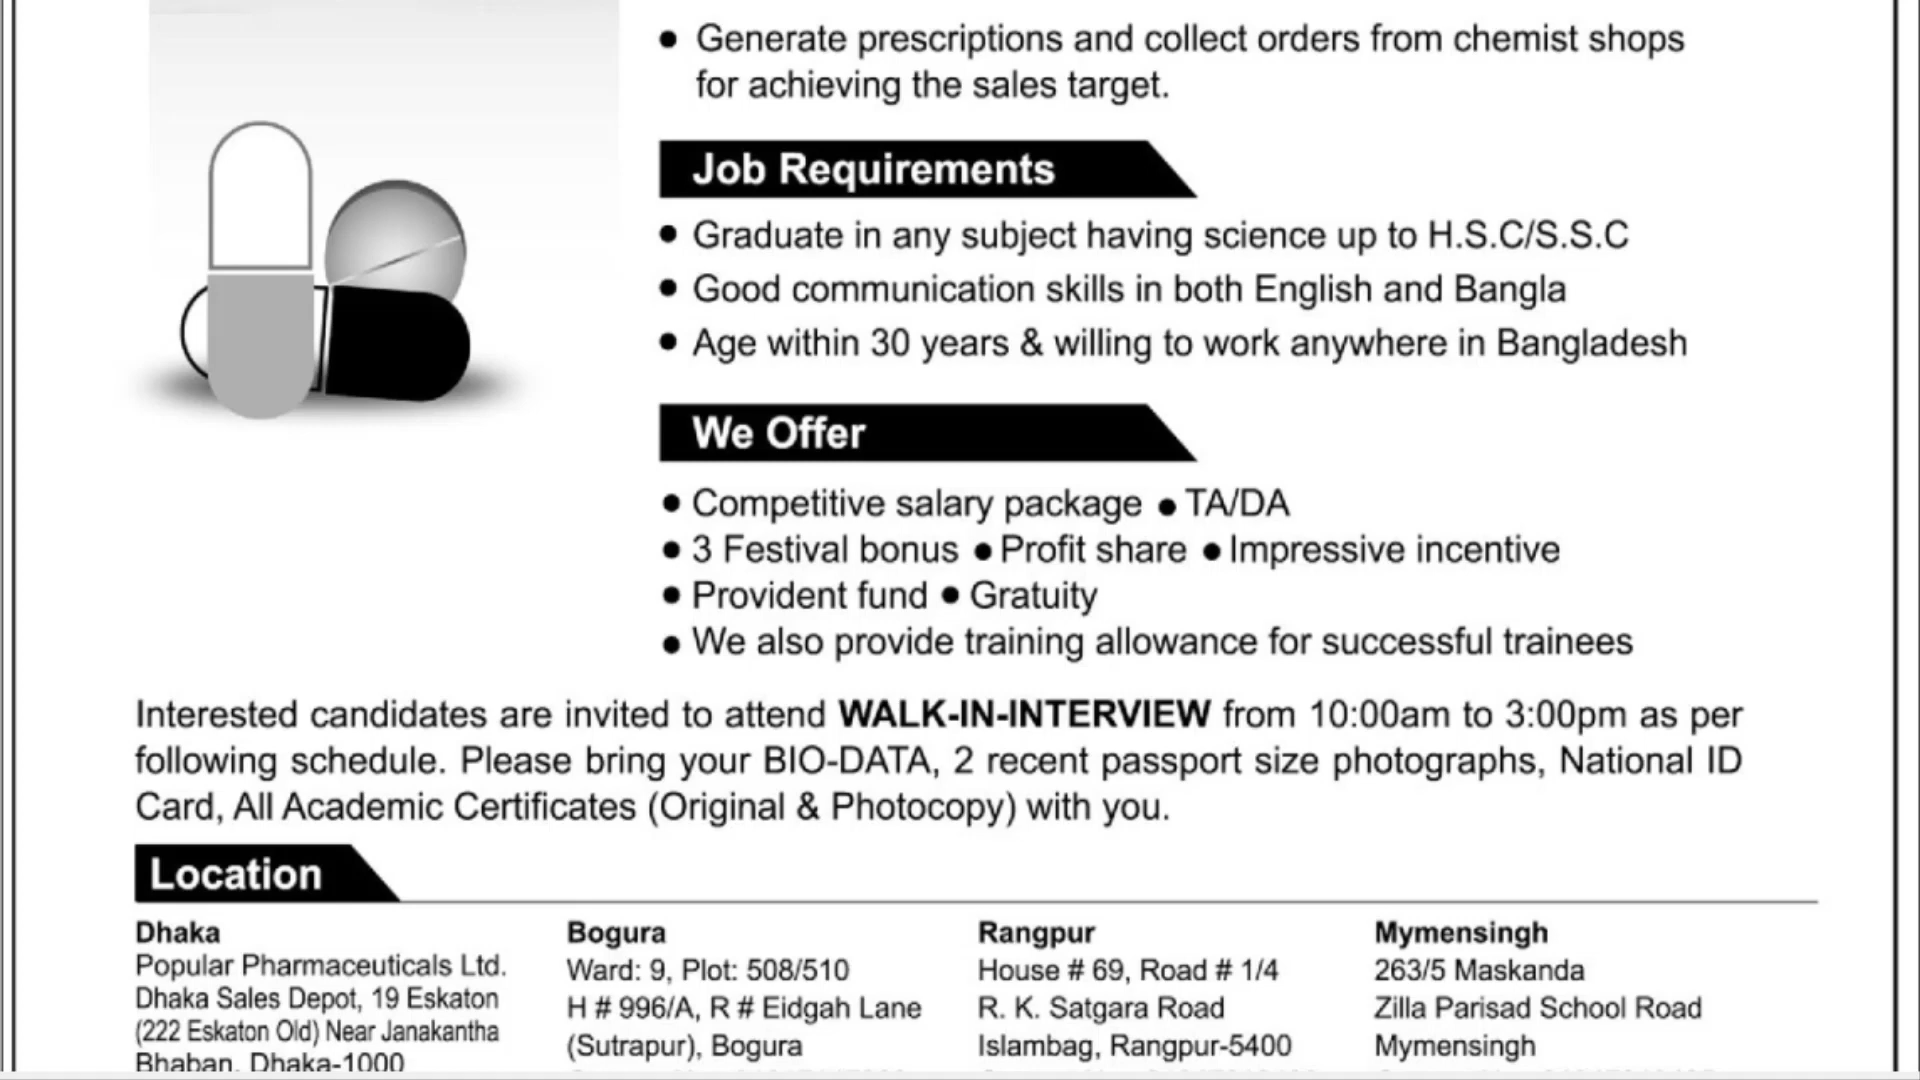 ● Generate prescriptions and collect orders from chemist shops
for achieving the sales target.
Job Requirements
● Graduate in any subject having science up to H.S.C/S.S.C
● Good communication skills in both English and Bangla
● Age within 30 years & willing to work anywhere in Bangladesh
We Offer
● Competitive salary package ● TA/DA
● 3 Festival bonus ● Profit share ● Impressive incentive
● Provident fund ● Gratuity
● We also provide training allowance for successful trainees
Interested candidates are invited to attend WALK-IN-INTERVIEW from 10:00am to 3:00pm as per
following schedule. Please bring your BIO-DATA, 2 recent passport size photographs, National ID
Card, All Academic Certificates (Original & Photocopy) with you.
Location
Dhaka
Popular Pharmaceuticals Ltd.
Dhaka Sales Depot, 19 Eskaton
(222 Eskaton Old) Near Janakantha
Bhaban, Dhaka-1000
Bogura
Ward: 9, Plot: 508/510
H # 996/A, R # Eidgah Lane
(Sutrapur), Bogura
Rangpur
House # 69, Road # 1/4
R. K. Satgara Road
Islambag, Rangpur-5400
Mymensingh
263/5 Maskanda
Zilla Parisad School Road
Mymensingh